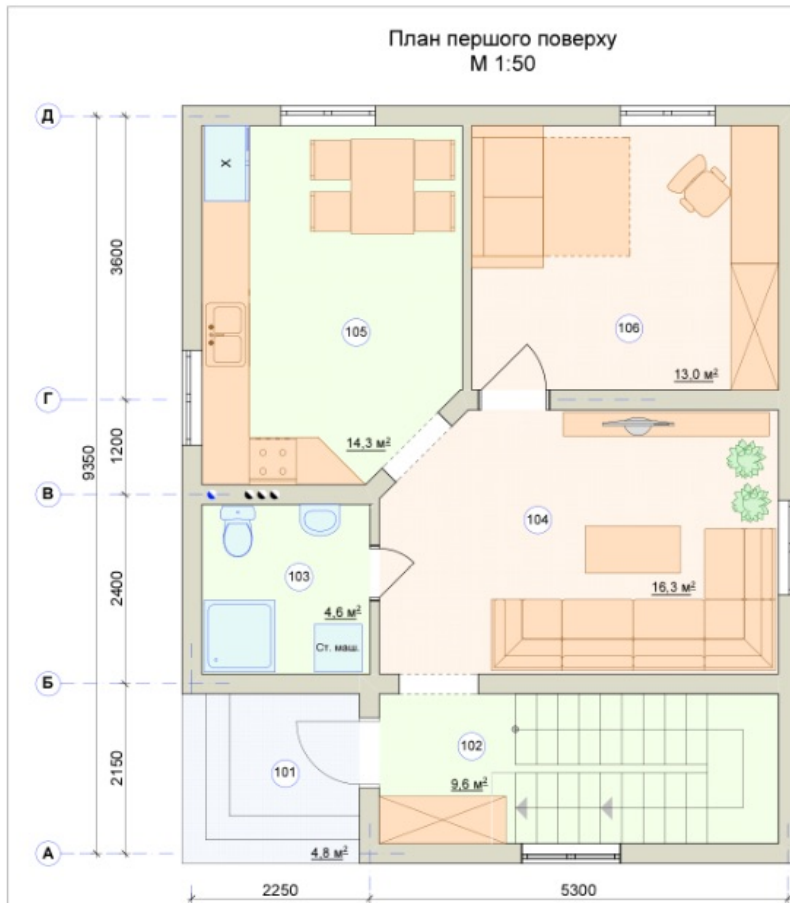 План першого поверху
М 1:50
Д
Х
3600
105
106
13,0 м²
Г
14,3 м²
1200
9350
В
104
2400
103
16,3 м²
4,6 м²
Ст. маш.
Б
102
2150
101
9,6 м²
А
4,8 м²
2250
5300